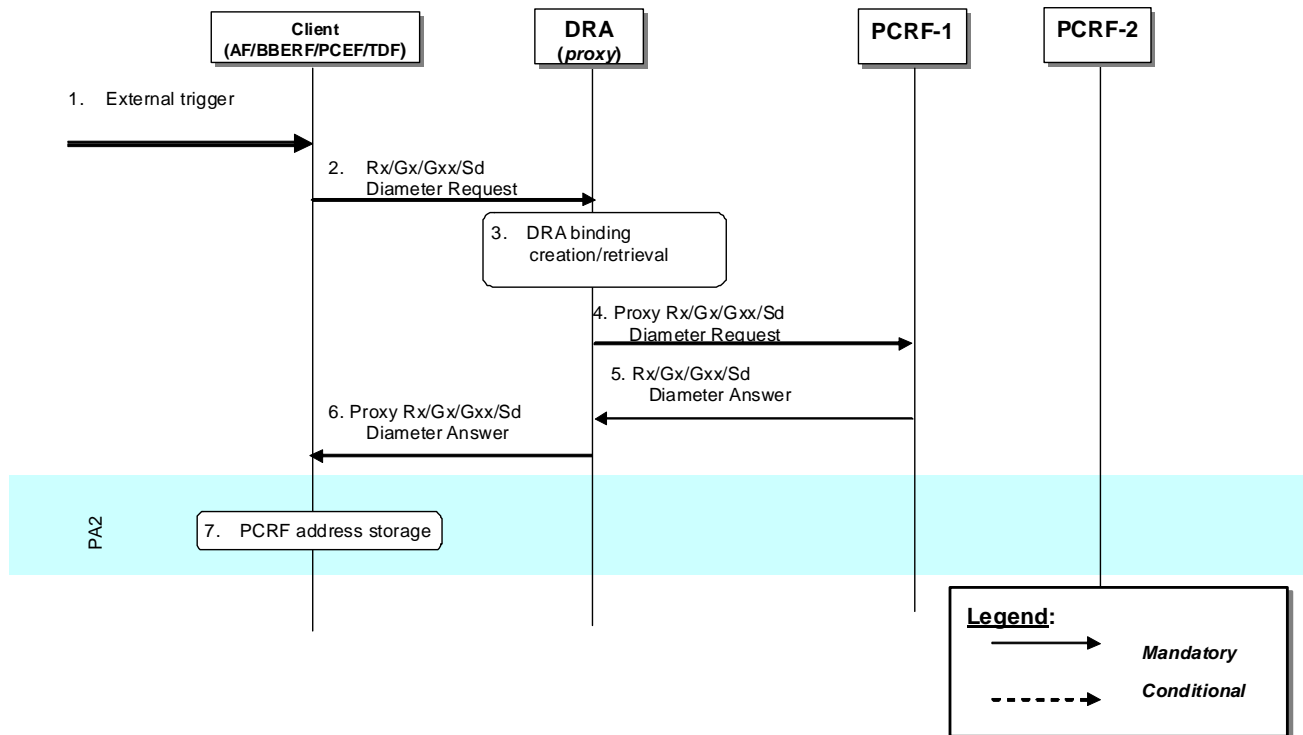 Client
(AF/BBERF/PCEF/TDF)
DRA
(proxy)
PCRF-1
PCRF-2
1. External trigger
2. Rx/Gx/Gxx/Sd
Diameter Request
3. DRA binding
creation/retrieval
4. Proxy Rx/Gx/Gxx/Sd
Diameter Request
5. Rx/Gx/Gxx/Sd
Diameter Answer
6. Proxy Rx/Gx/Gxx/Sd
Diameter Answer
PA2
7. PCRF address storage
Legend:
Mandatory
Conditional